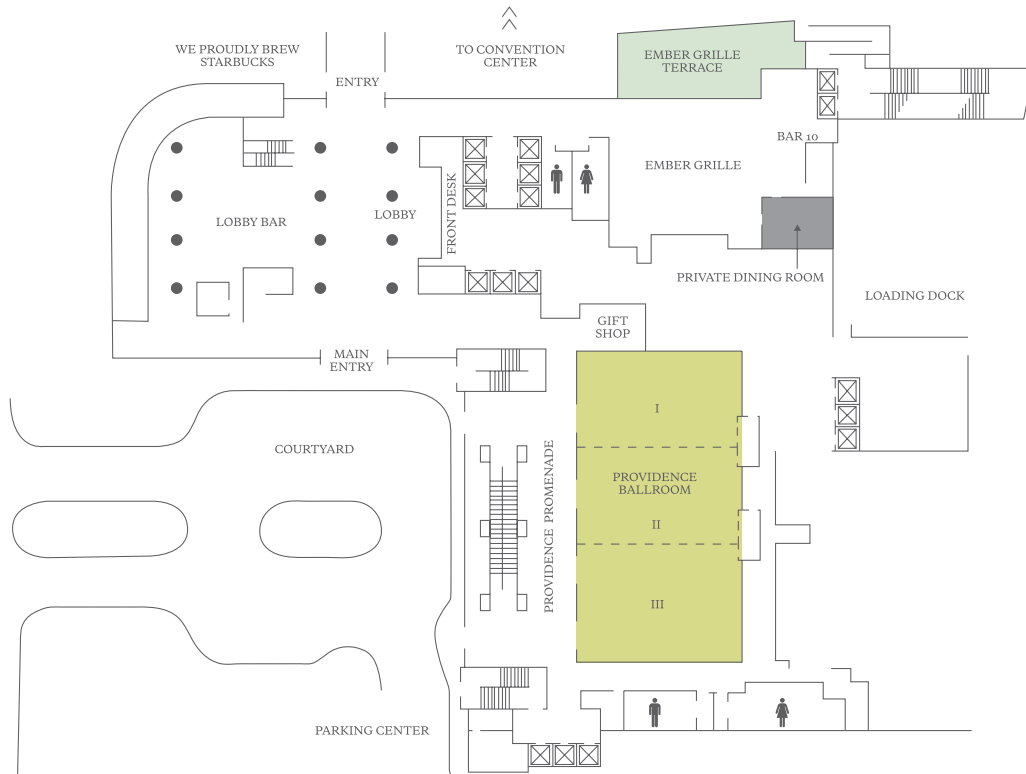 WE PROUDLY BREW
STARBUCKS
ENTRY
TO CONVENTION
CENTER
EMBER GRILLE
TERRACE
BAR 10
EMBER GRILLE
LOBBY BAR
LOBBY
FRONT DESK
PRIVATE DINING ROOM
LOADING DOCK
GIFT
SHOP
MAIN
ENTRY
COURTYARD
PROVIDENCE PROMENADE
I
PROVIDENCE
BALLROOM
II
III
PARKING CENTER